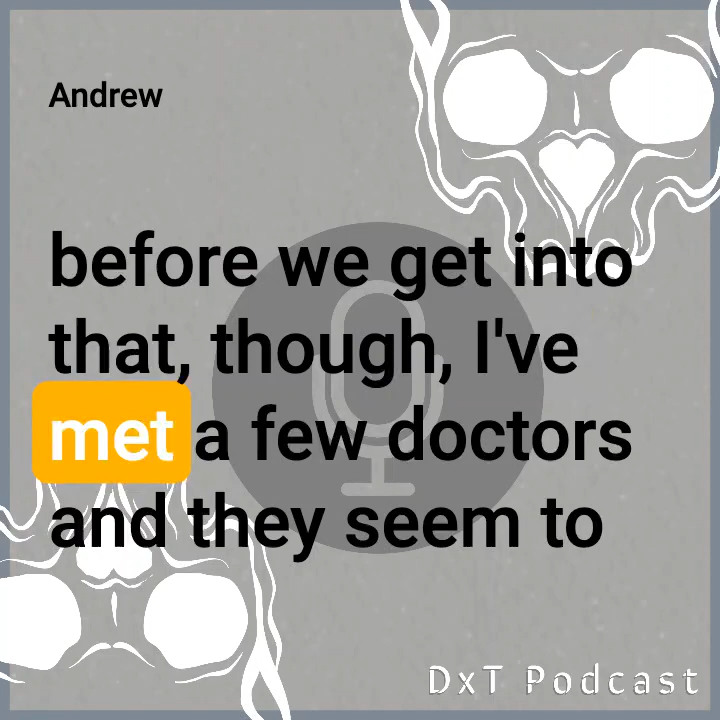 Andrew
before we get into
that, though, I've
met a few doctors
and they seem to
DxT Podcast